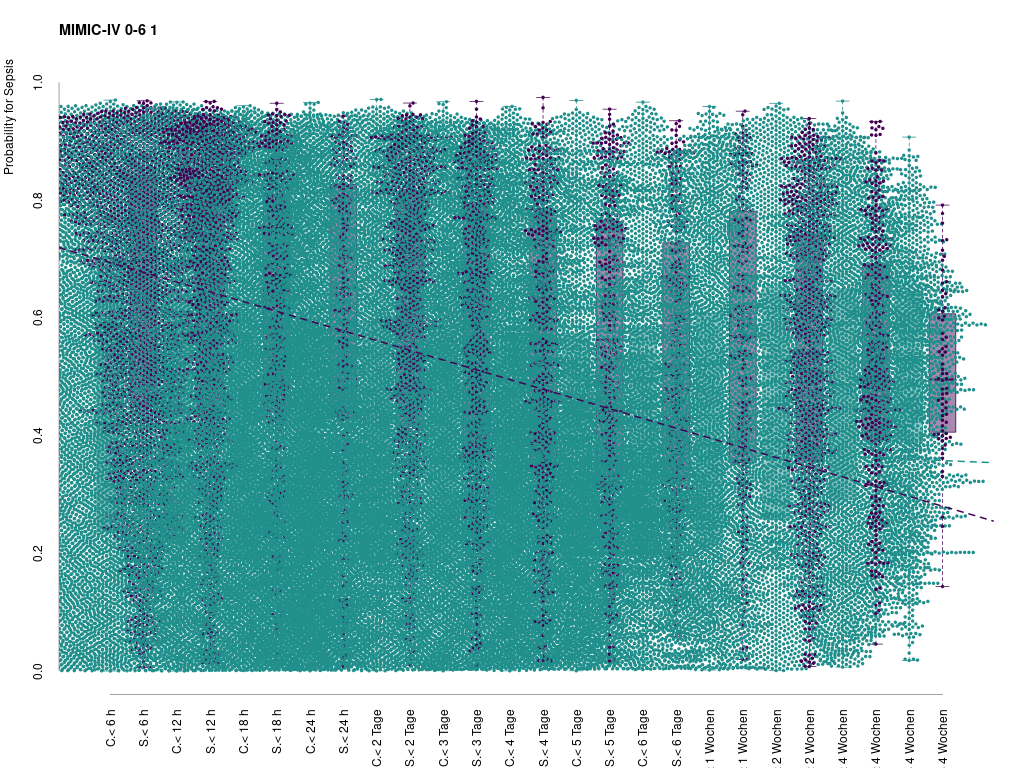 MIMIC-IV 0-6 1
Probability for Sepsis
1.0
0.8
0.6
0.4
0.2
0.0
C.< 6 h
S.< 6 h
C.< 12 h
S.< 12 h
C.< 18 h
S.< 18 h
C.< 24 h
S.< 24 h
C.< 2 Tage
S.< 2 Tage
C.< 3 Tage
S.< 3 Tage
C.< 4 Tage
S.< 4 Tage
C.< 5 Tage
S.< 5 Tage
C.< 6 Tage
S.< 6 Tage
1 Wochen
1 Wochen
2 Wochen
2 Wochen
4 Wochen
4 Wochen
4 Wochen
4 Wochen